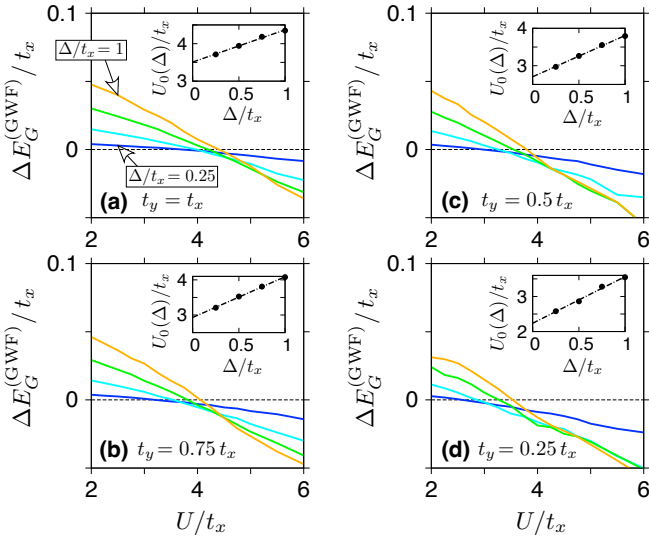 0.1
0
ΔE_G^(GWF) / t_x
Δ/t_x = 1
Δ/t_x = 0.25
(a) t_y = t_x
2 4 6
U_0(Δ)/t_x
4
3
0 0.5 1
Δ/t_x
0.1
0
ΔE_G^(GWF) / t_x
(c) t_y = 0.5 t_x
2 4 6
U_0(Δ)/t_x
4
3
0 0.5 1
Δ/t_x
0.1
0
ΔE_G^(GWF) / t_x
(b) t_y = 0.75 t_x
2 4 6
U/t_x
U_0(Δ)/t_x
4
3
0 0.5 1
Δ/t_x
0.1
0
ΔE_G^(GWF) / t_x
(d) t_y = 0.25 t_x
2 4 6
U/t_x
U_0(Δ)/t_x
3
2
0 0.5 1
Δ/t_x